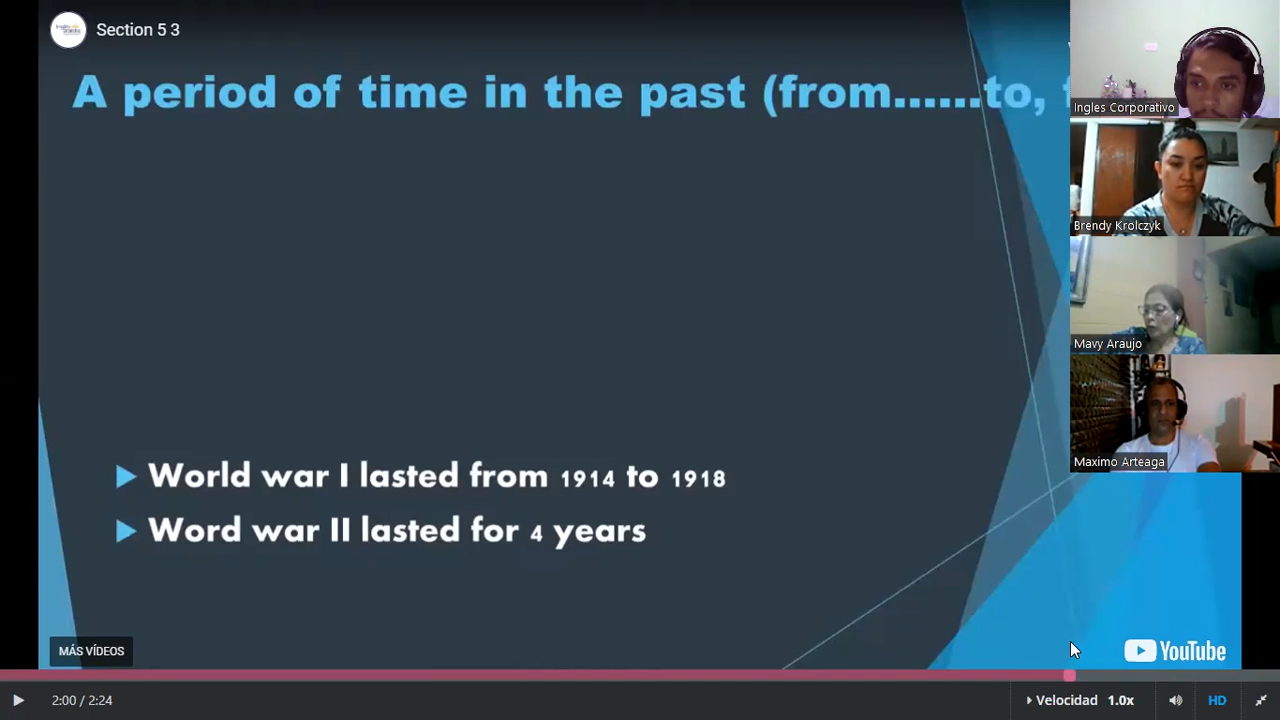 Section 5 3
A period of time in the past (from......to,
World war I lasted from 1914 to 1918
Word war II lasted for 4 years
Ingles Corporativo
Brendy Krolczyk
Mavy Araujo
Maximo Arteaga
MÁS VÍDEOS
YouTube
2:00 / 2:24
Velocidad 1.0x
HD